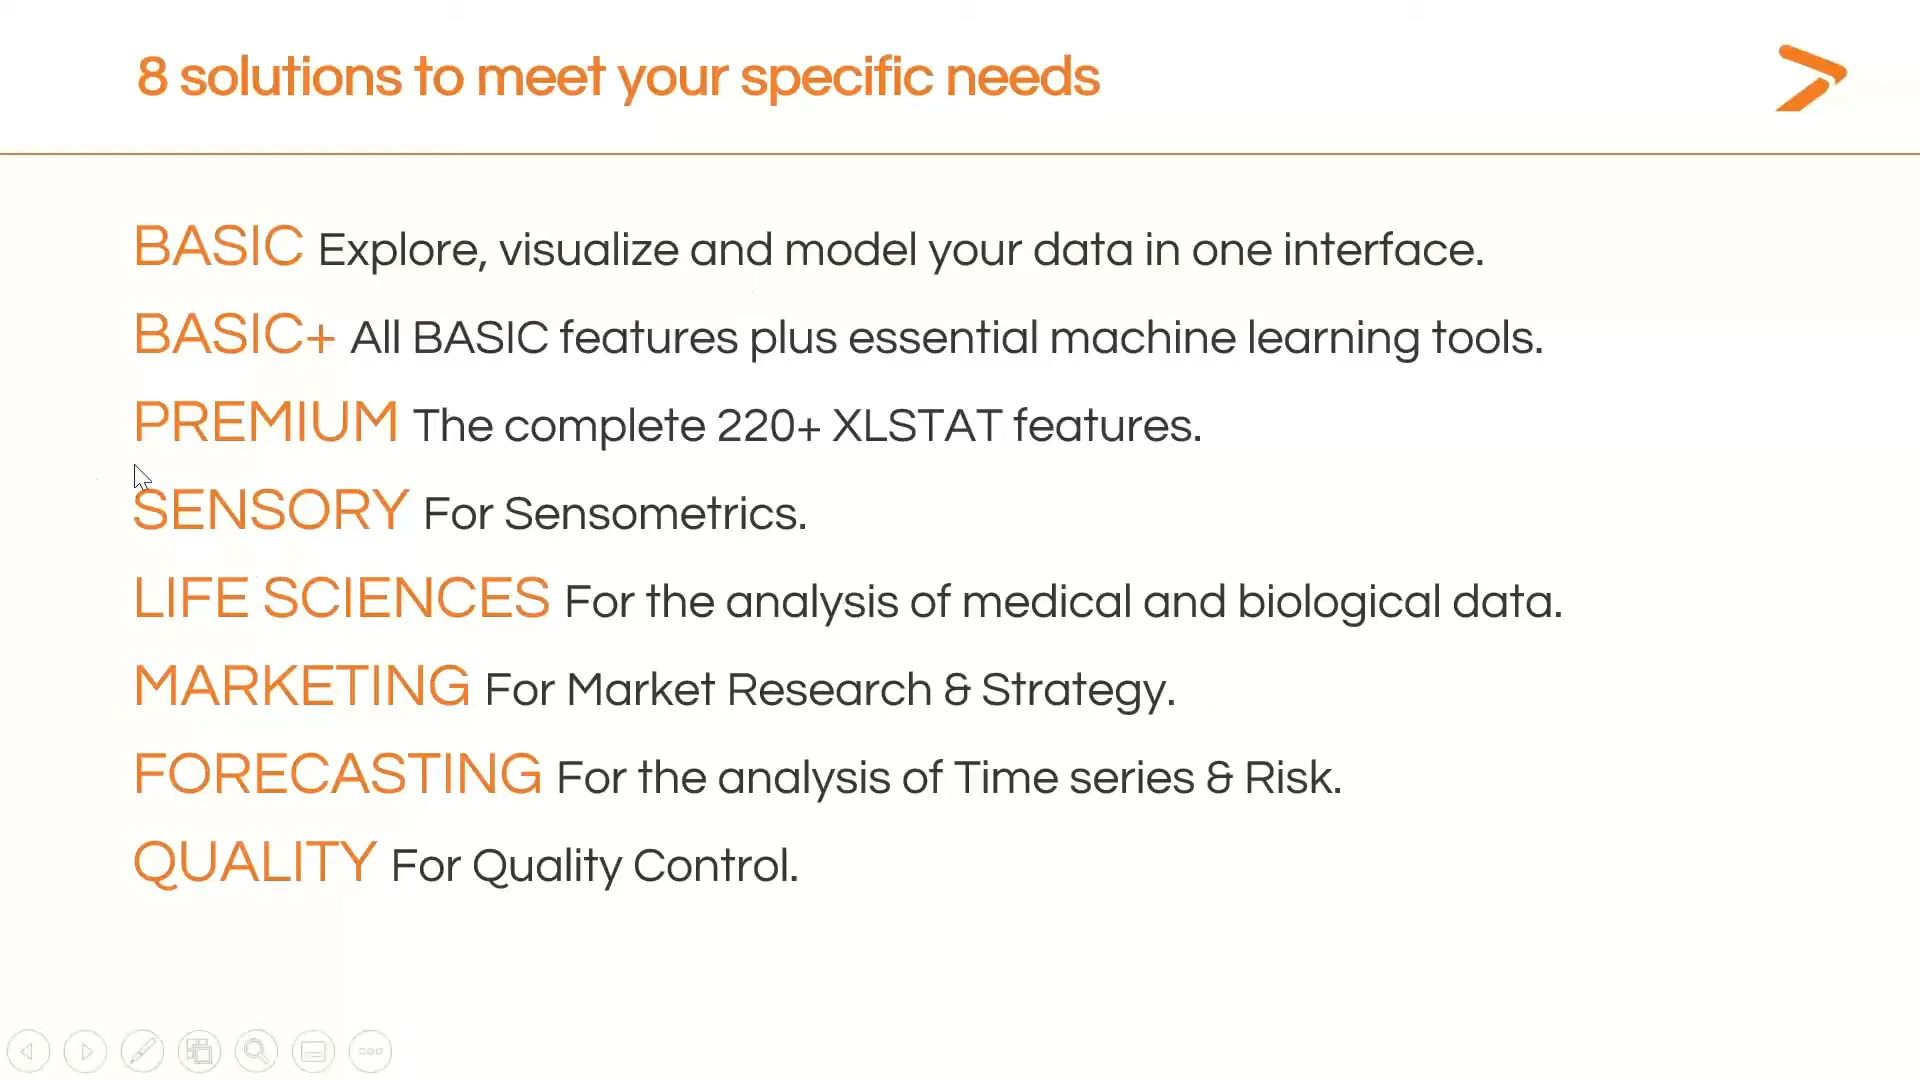 8 solutions to meet your specific needs
BASIC Explore, visualize and model your data in one interface.
BASIC+ All BASIC features plus essential machine learning tools.
PREMIUM The complete 220+ XLSTAT features.
SENSORY For Sensometrics.
LIFE SCIENCES For the analysis of medical and biological data.
MARKETING For Market Research & Strategy.
FORECASTING For the analysis of Time series & Risk.
QUALITY For Quality Control.